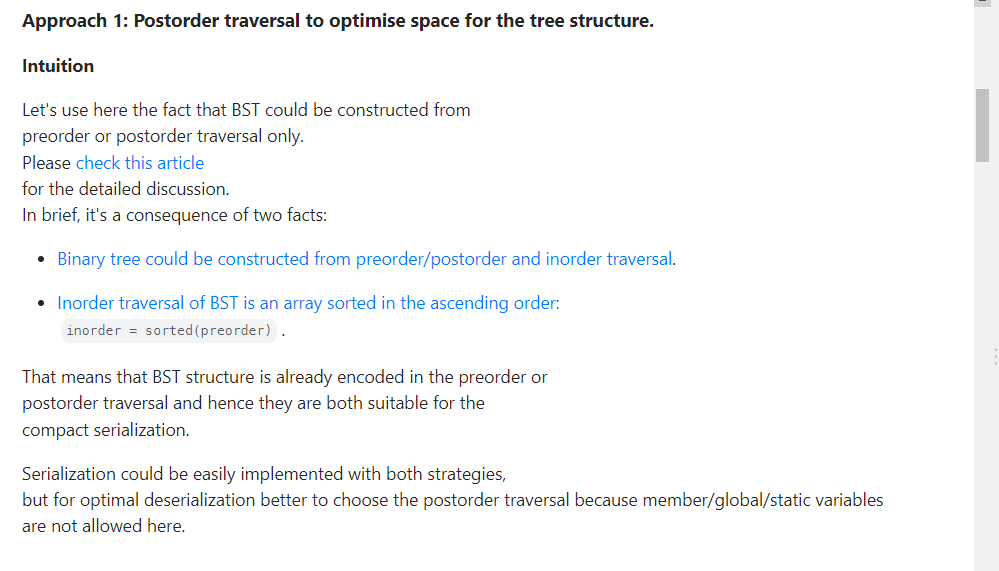 Approach 1: Postorder traversal to optimise space for the tree structure.
Intuition
Let's use here the fact that BST could be constructed from
preorder or postorder traversal only.
Please check this article
for the detailed discussion.
In brief, it's a consequence of two facts:
• Binary tree could be constructed from preorder/postorder and inorder traversal.
• Inorder traversal of BST is an array sorted in the ascending order:
inorder = sorted(preorder) .
That means that BST structure is already encoded in the preorder or
postorder traversal and hence they are both suitable for the
compact serialization.
Serialization could be easily implemented with both strategies,
but for optimal deserialization better to choose the postorder traversal because member/global/static variables
are not allowed here.